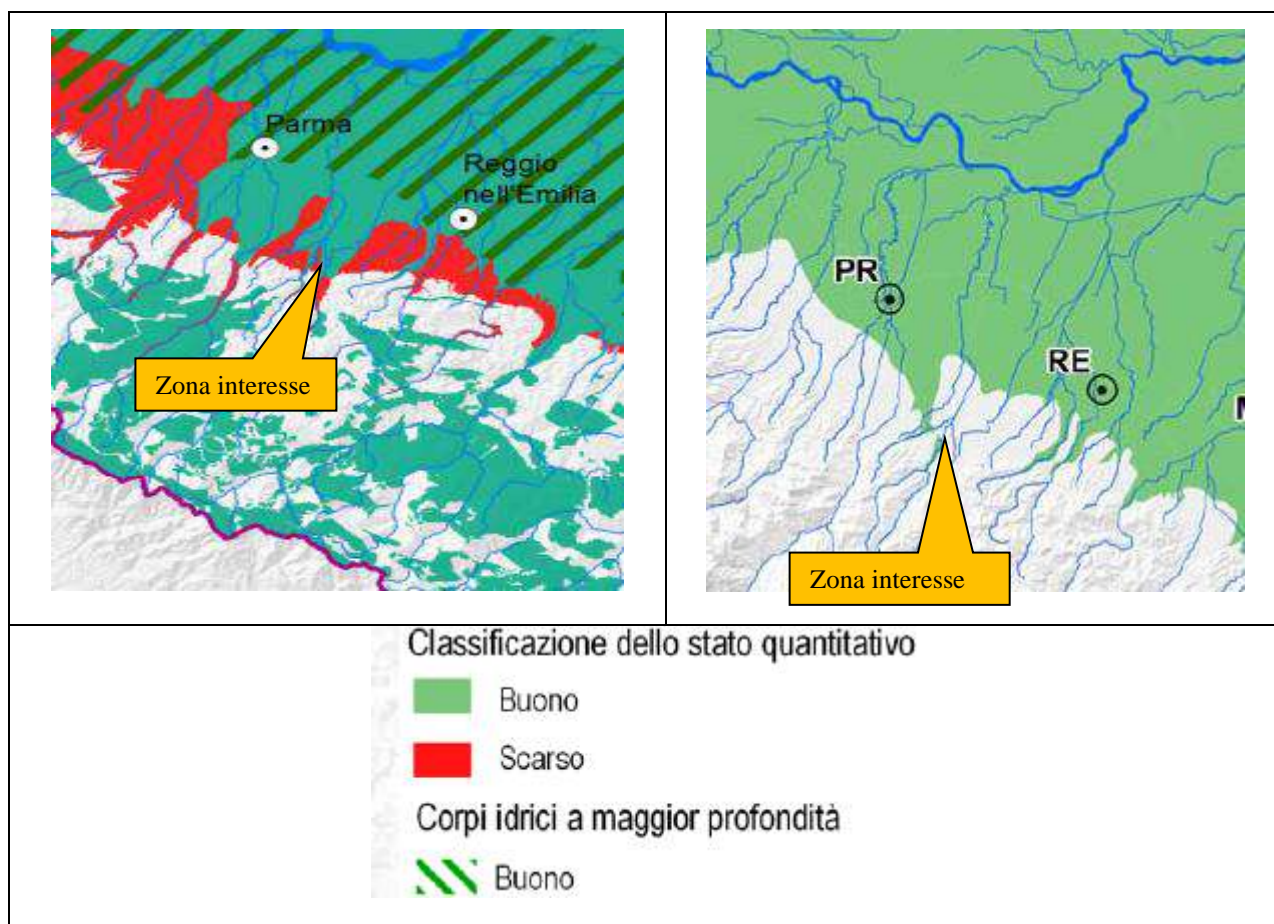 Parma
Reggio
nell'Emilia
Zona interesse
PR
RE
M
Zona interesse
Classificazione dello stato quantitativo
Buono
Scarso
Corpi idrici a maggior profondità
Buono